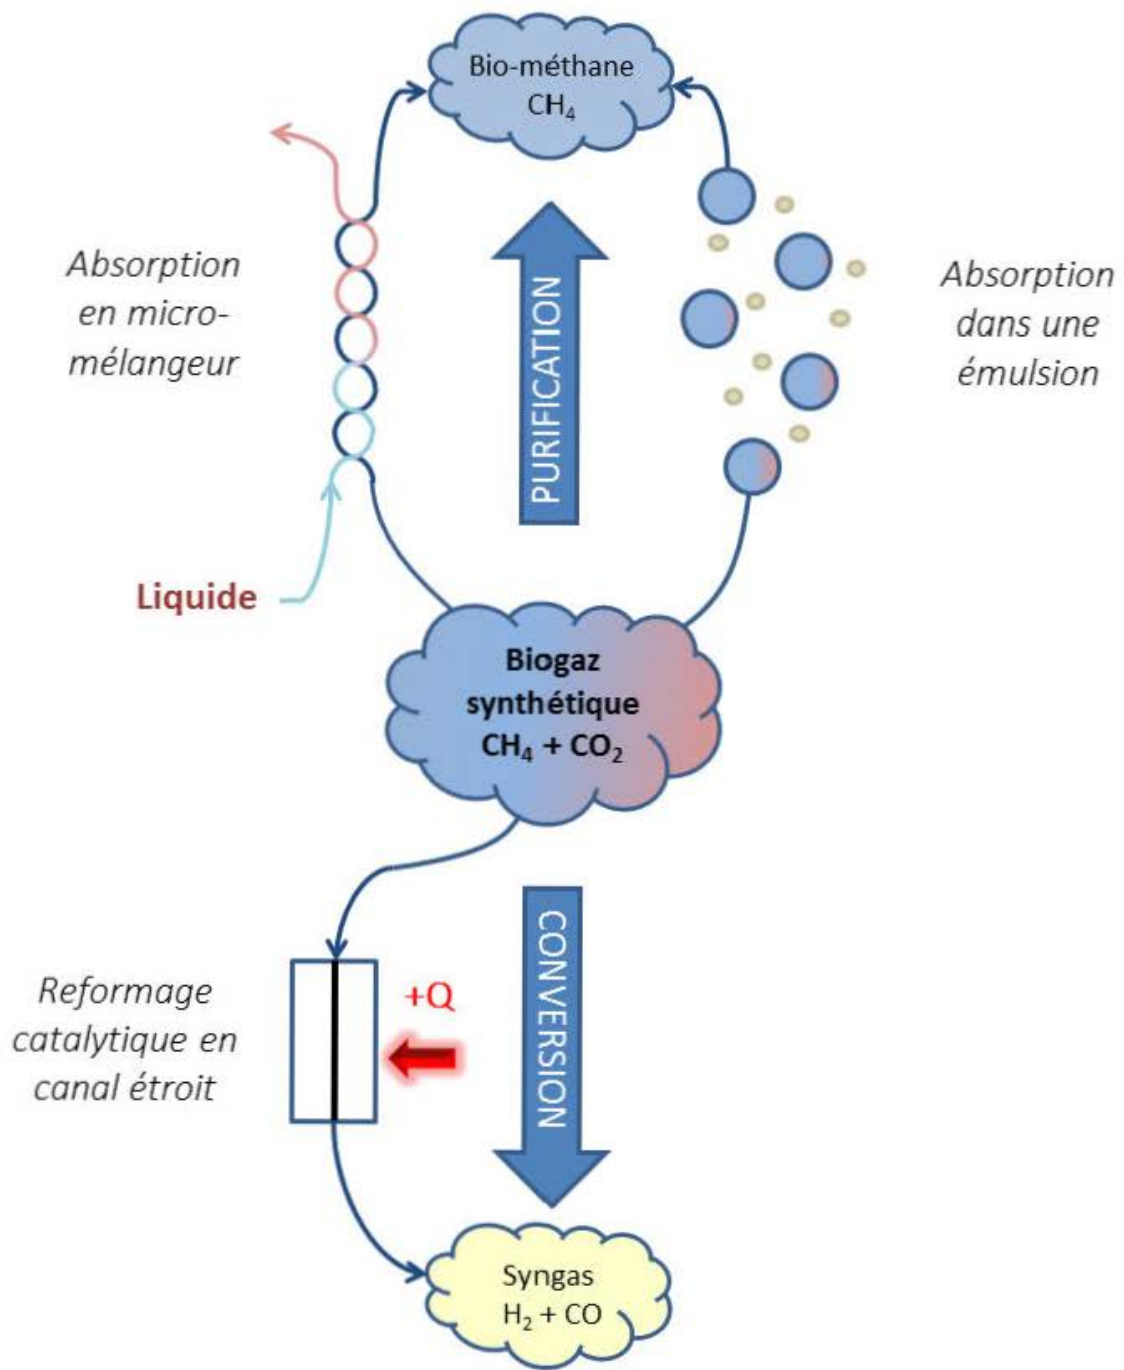 Bio-méthane
CH₄
Absorption
en micro-
mélangeur
PURIFICATION
Absorption
dans une
émulsion
Liquide
Biogaz
synthétique
CH₄ + CO₂
Reformage
catalytique en
canal étroit
+Q
CONVERSION
Syngas
H₂ + CO